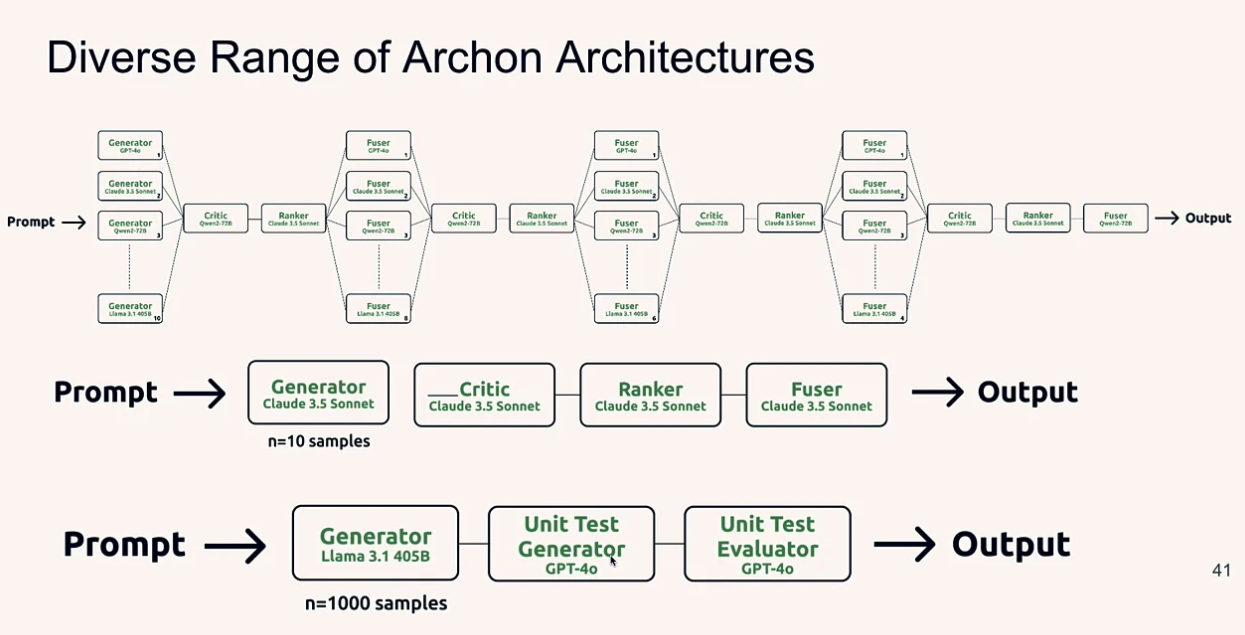 Diverse Range of Archon Architectures
Prompt
Generator
GPT-4o
1
Generator
Claude 3.5 Sonnet
2
Generator
Qwen2-72B
3
Generator
Llama 3.1 405B
10
Critic
Qwen2-72B
Ranker
Claude 3.5 Sonnet
Fuser
GPT-4o
1
Fuser
Claude 3.5 Sonnet
2
Fuser
Qwen2-72B
3
Fuser
Llama 3.1 405B
8
Critic
Qwen2-72B
Ranker
Claude 3.5 Sonnet
Fuser
GPT-4o
1
Fuser
Claude 3.5 Sonnet
2
Fuser
Qwen2-72B
3
Fuser
Llama 3.1 405B
6
Critic
Qwen2-72B
Ranker
Claude 3.5 Sonnet
Fuser
GPT-4o
1
Fuser
Claude 3.5 Sonnet
2
Fuser
Qwen2-72B
3
Fuser
Llama 3.1 405B
4
Critic
Qwen2-72B
Ranker
Claude 3.5 Sonnet
Fuser
Qwen2-72B
Output
Prompt
Generator
Claude 3.5 Sonnet
n=10 samples
Critic
Claude 3.5 Sonnet
Ranker
Claude 3.5 Sonnet
Fuser
Claude 3.5 Sonnet
Output
Prompt
Generator
Llama 3.1 405B
n=1000 samples
Unit Test
Generator
GPT-4o
Unit Test
Evaluator
GPT-4o
Output
41